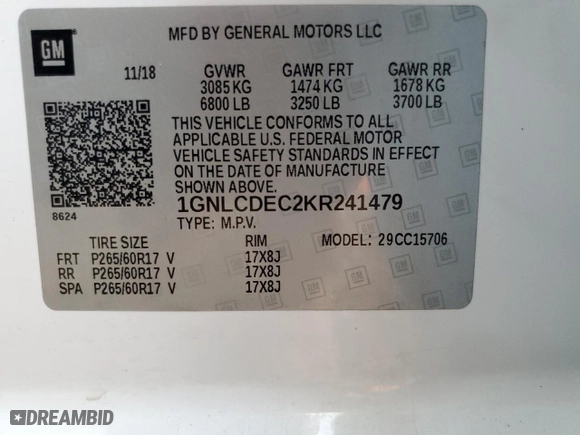 GM
MFD BY GENERAL MOTORS LLC
11/18 GVWR GAWR FRT GAWR RR
3085 KG 1474 KG 1678 KG
6800 LB 3250 LB 3700 LB
THIS VEHICLE CONFORMS TO ALL
APPLICABLE U.S. FEDERAL MOTOR
VEHICLE SAFETY STANDARDS IN EFFECT
ON THE DATE OF MANUFACTURE
SHOWN ABOVE.
8624
1GNLCDEC2KR241479
TYPE: M.P.V.
TIRE SIZE RIM MODEL: 29CC15706
FRT P265/60R17 V 17X8J
RR P265/60R17 V 17X8J
SPA P265/60R17 V 17X8J
DREAMBID